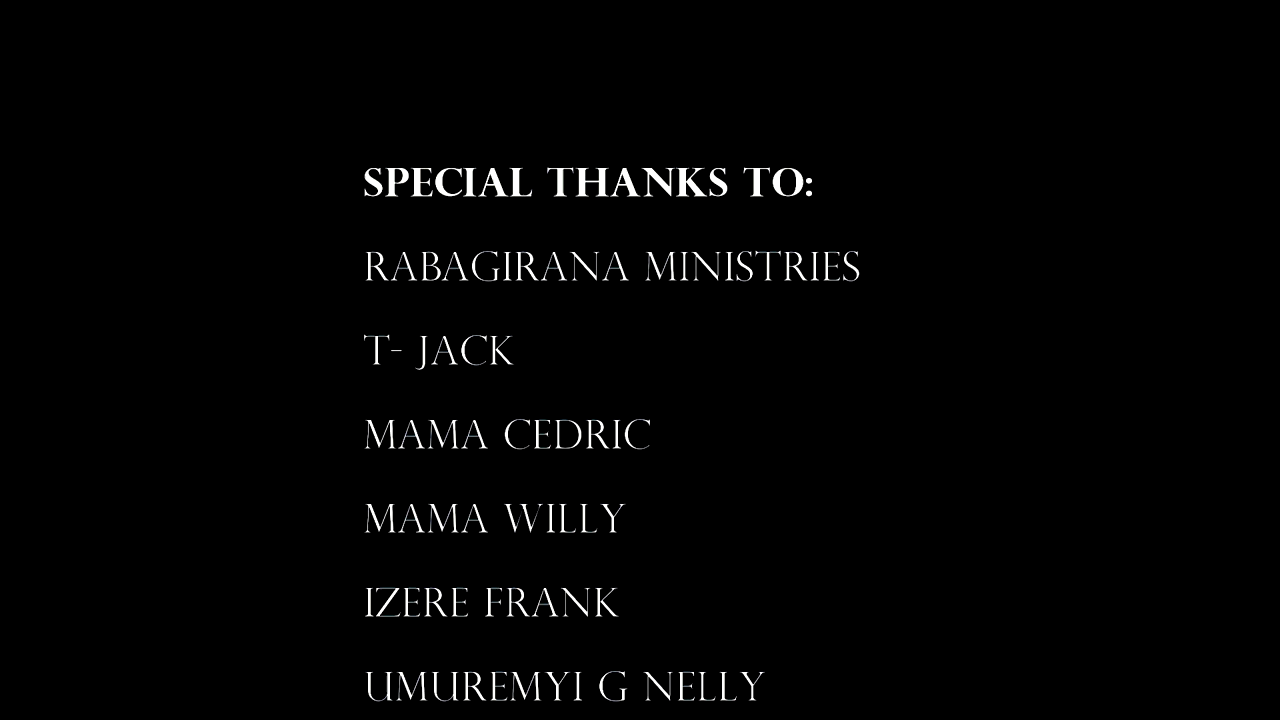 SPECIAL THANKS TO:
RABAGIRANA MINISTRIES
T- JACK
MAMA CEDRIC
MAMA WILLY
IZERE FRANK
UMUREMYI G NELLY